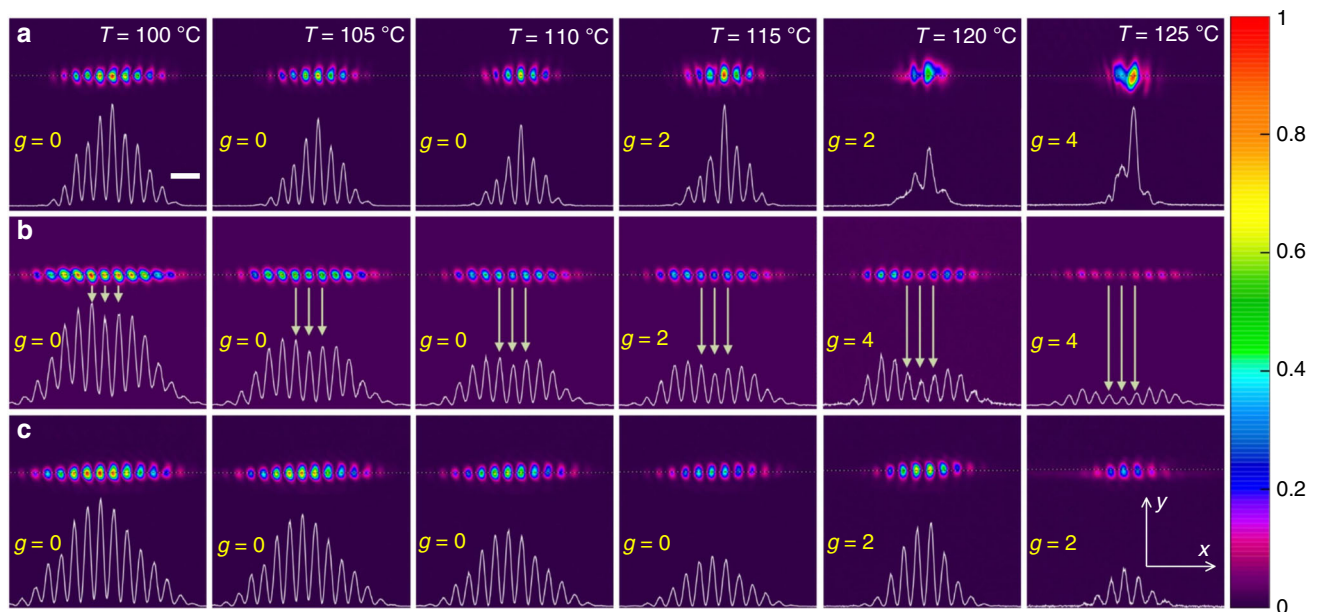 a T = 100 °C T = 105 °C T = 110 °C T = 115 °C T = 120 °C T = 125 °C 1
g = 0 g = 0 g = 0 g = 2 g = 2 g = 4 0.8
b
0.6
g = 0 g = 0 g = 0 g = 2 g = 4 g = 4
0.4
c
0.2
y
g = 0 g = 0 g = 0 g = 0 g = 2 g = 2
x
0